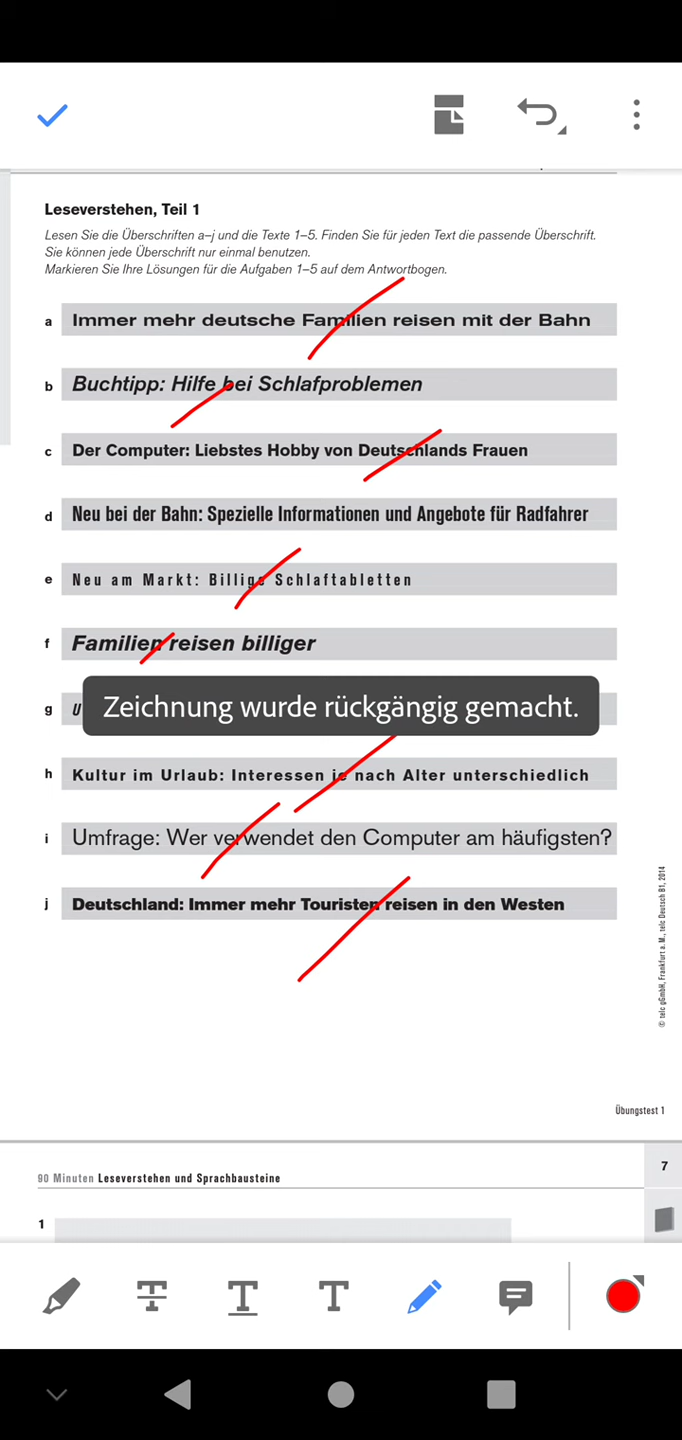 Leseverstehen, Teil 1
Lesen Sie die Überschriften a–j und die Texte 1–5. Finden Sie für jeden Text die passende Überschrift.
Sie können jede Überschrift nur einmal benutzen.
Markieren Sie Ihre Lösungen für die Aufgaben 1–5 auf dem Antwortbogen.
a Immer mehr deutsche Familien reisen mit der Bahn
b Buchtipp: Hilfe bei Schlafproblemen
c Der Computer: Liebstes Hobby von Deutschlands Frauen
d Neu bei der Bahn: Spezielle Informationen und Angebote für Radfahrer
e Neu am Markt: Billige Schlaftabletten
f Familien reisen billiger
g U
Zeichnung wurde rückgängig gemacht.
h Kultur im Urlaub: Interessen je nach Alter unterschiedlich
i Umfrage: Wer verwendet den Computer am häufigsten?
j Deutschland: Immer mehr Touristen reisen in den Westen
© telc gGmbH, Frankfurt a. M., telc Deutsch B1, 2014
Übungstest 1
7
90 Minuten Leseverstehen und Sprachbausteine
1
T T T